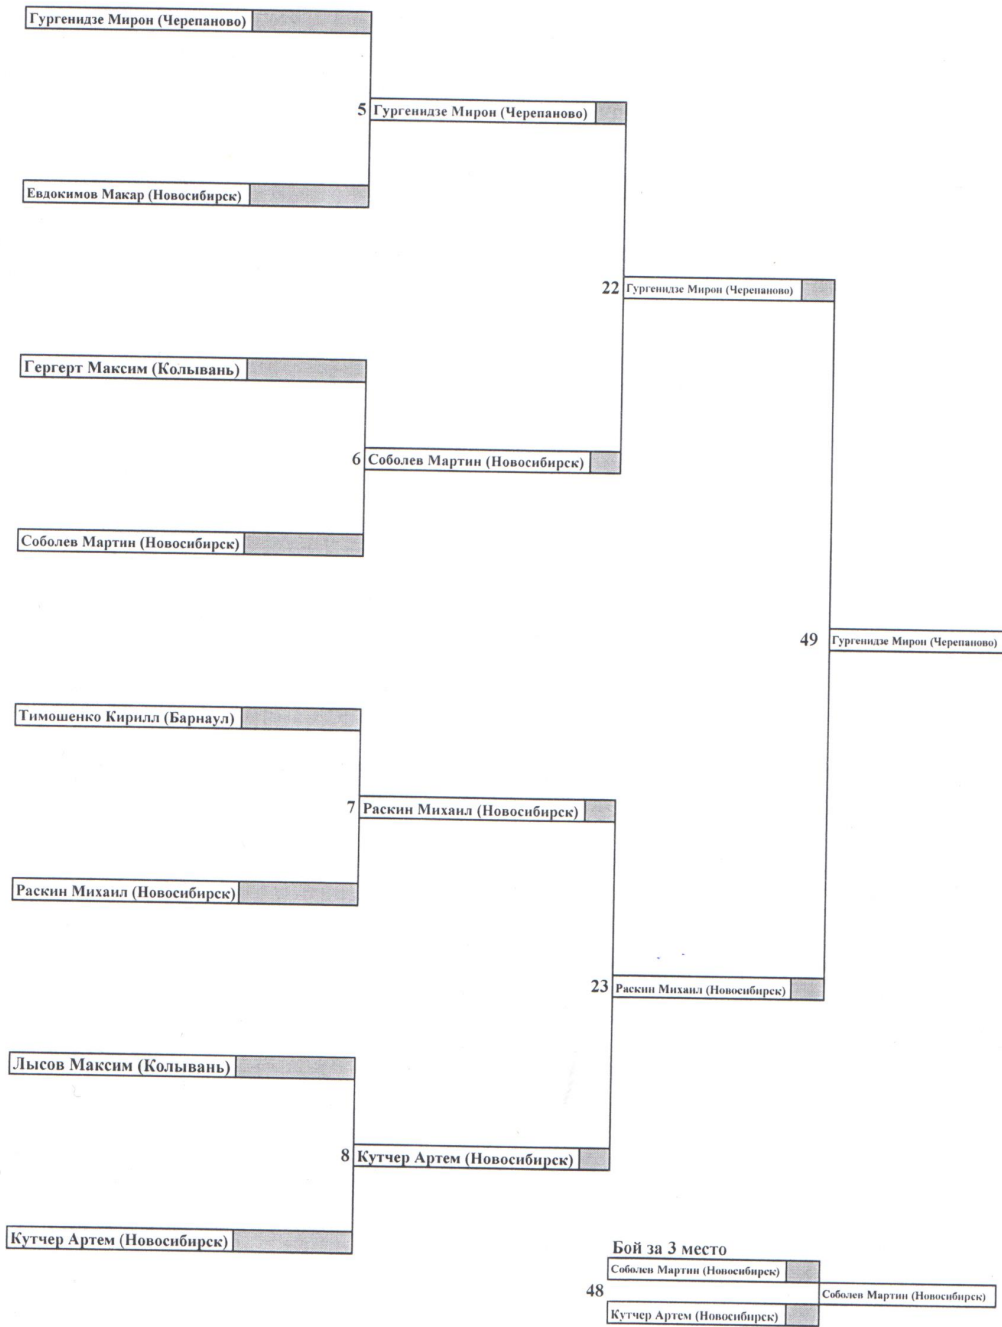 Гургенидзе Мирон (Черепаново)
5 Гургенидзе Мирон (Черепаново)
Евдокимов Макар (Новосибирск)
22 Гургенидзе Мирон (Черепаново)
Гергерт Максим (Колывань)
6 Соболев Мартин (Новосибирск)
Соболев Мартин (Новосибирск)
49 Гургенидзе Мирон (Черепаново)
Тимошенко Кирилл (Барнаул)
7 Раскин Михаил (Новосибирск)
Раскин Михаил (Новосибирск)
23 Раскин Михаил (Новосибирск)
Лысов Максим (Колывань)
8 Кутчер Артем (Новосибирск)
Кутчер Артем (Новосибирск)
Бой за 3 место
Соболев Мартин (Новосибирск)
48 Соболев Мартин (Новосибирск)
Кутчер Артем (Новосибирск)